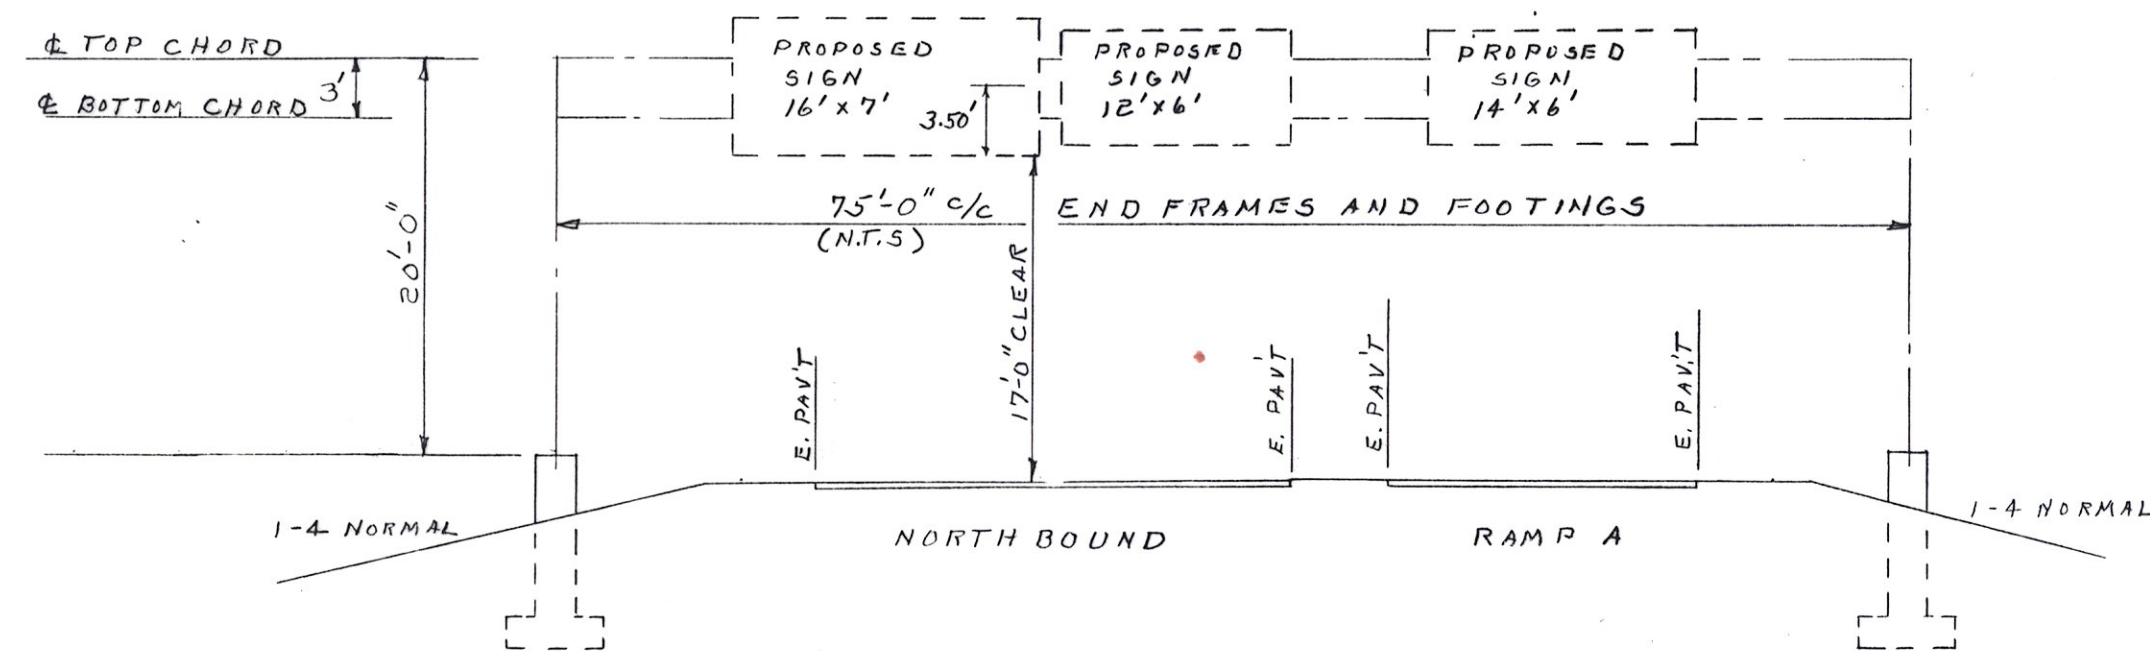 ℄ TOP CHORD
3'
℄ BOTTOM CHORD
PROPOSED
SIGN
16' X 7'
3.50'
PROPOSED
SIGN
12' X 6'
PROPOSED
SIGN
14' X 6'
20'-0"
75'-0" C/C END FRAMES AND FOOTINGS
(N.T.S)
17'-0" CLEAR
E. PAV'T
E. PAV'T
E. PAV'T
E. PAV'T
1-4 NORMAL
NORTH BOUND
RAMP A
1-4 NORMAL